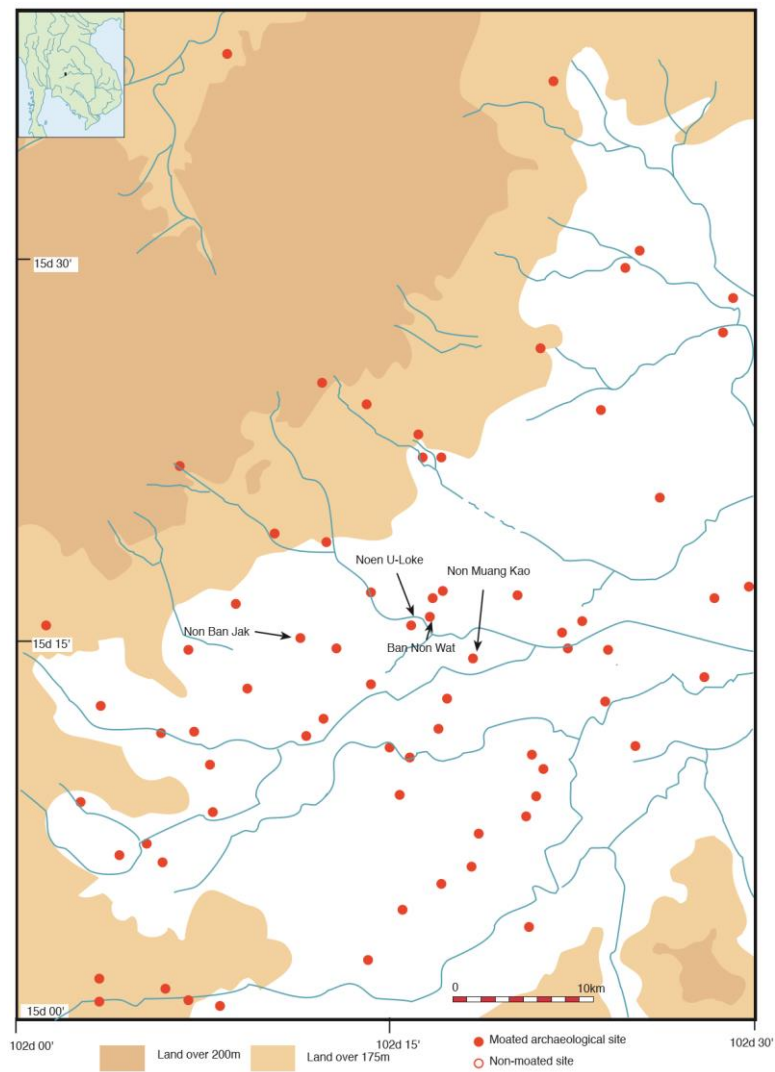 15d 30'
Noen U-Loke
Non Muang Kao
Non Ban Jak
15d 15'
Ban Non Wat
15d 00'
0
10km
102d 00'
102d 15'
102d 30'
Land over 200m
Land over 175m
Moated archaeological site
Non-moated site